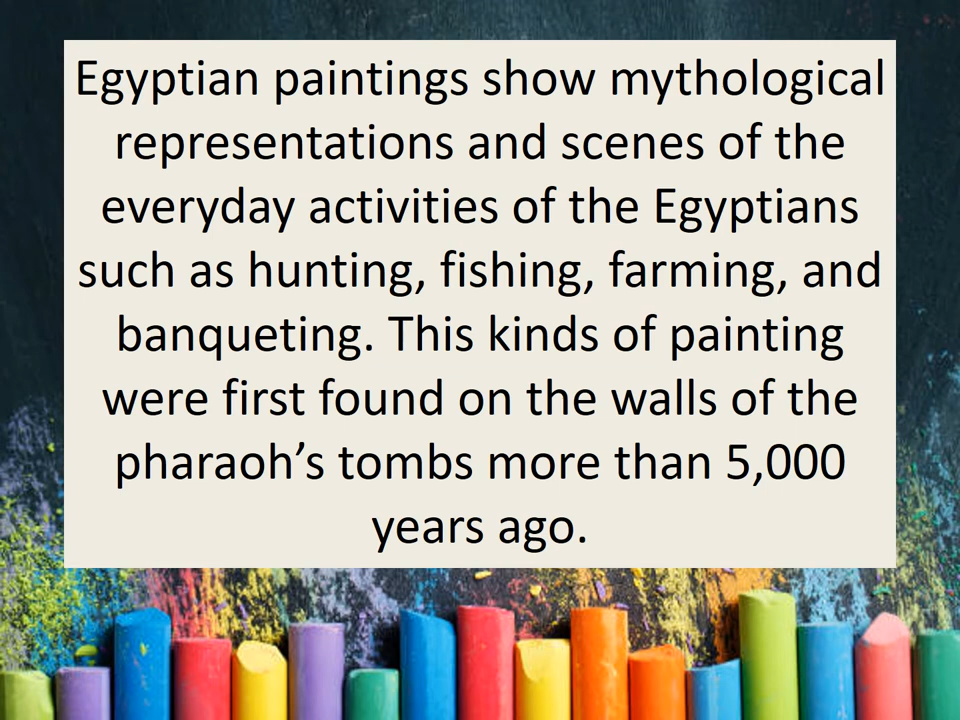 Egyptian paintings show mythological
representations and scenes of the
everyday activities of the Egyptians
such as hunting, fishing, farming, and
banqueting. This kinds of painting
were first found on the walls of the
pharaoh’s tombs more than 5,000
years ago.